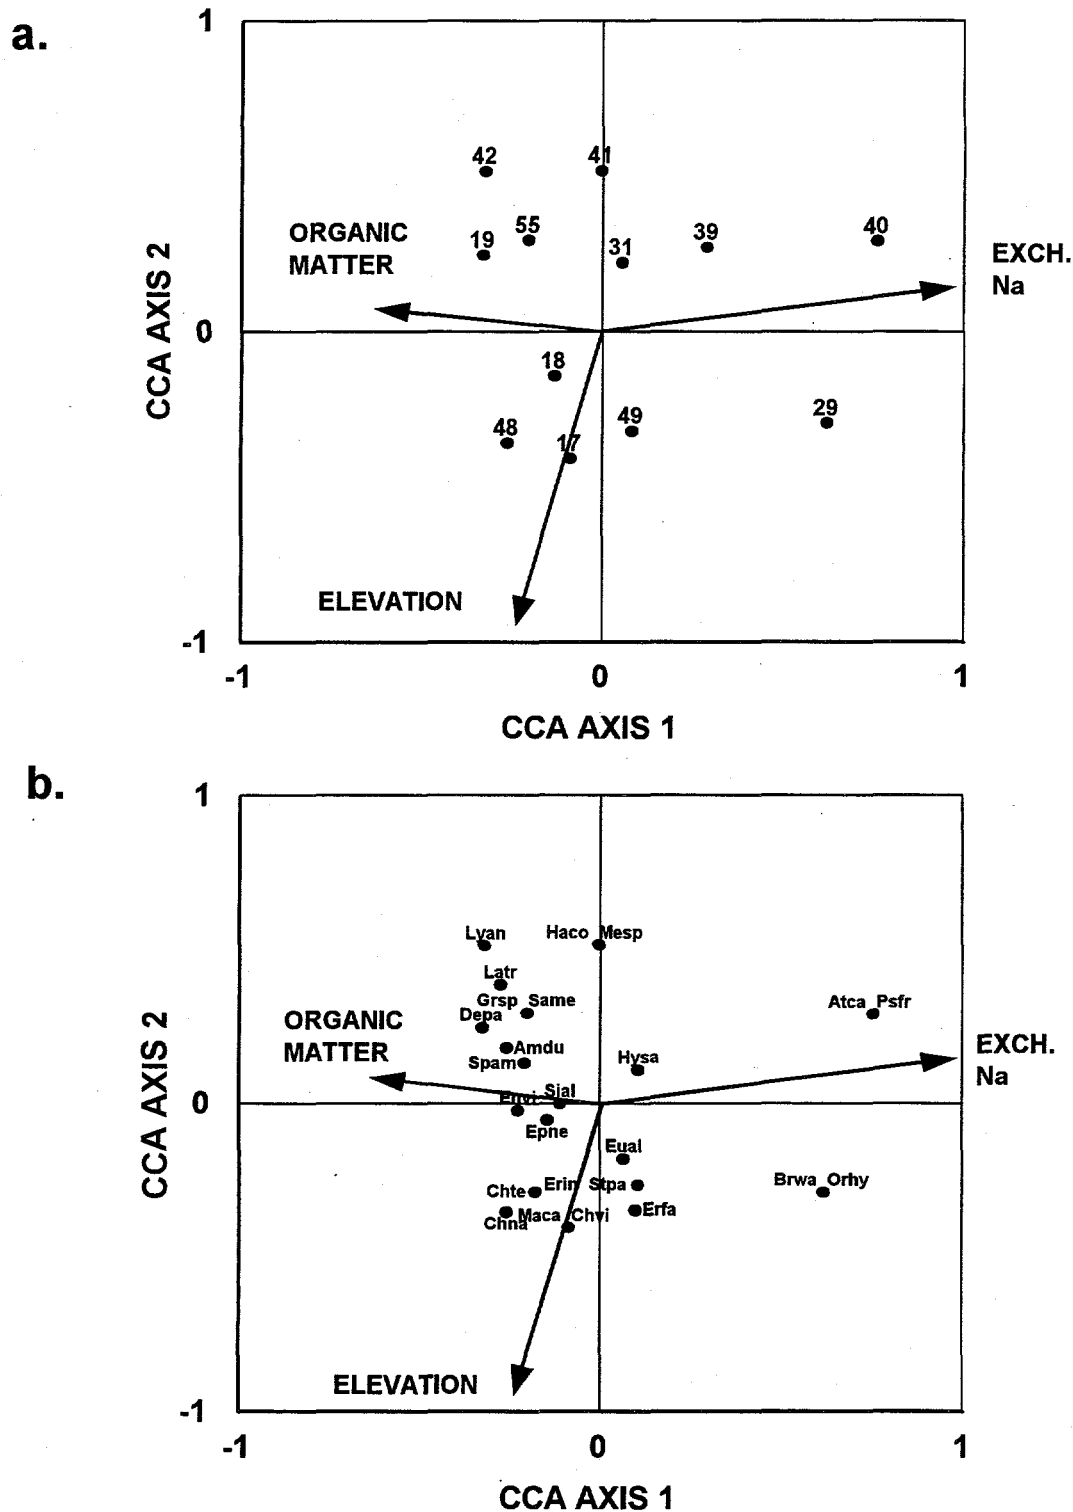 a.
1
42
41
ORGANIC
MATTER
55
19
31
39
40
EXCH.
Na
CCA AXIS 2
0
18
48
17
49
29
ELEVATION
-1
-1
0
1
CCA AXIS 1
b.
1
Lyan
Haco Mesp
Latr
Grsp Same
Depa
Atca Psfr
ORGANIC
MATTER
Amdu
Spam
Hysa
EXCH.
Na
CCA AXIS 2
0
Envi
Sial
Epne
Eual
Chte
Erin Stpa
Brwa Orhy
Chna
Maca Chvi
Erfa
ELEVATION
-1
-1
0
1
CCA AXIS 1